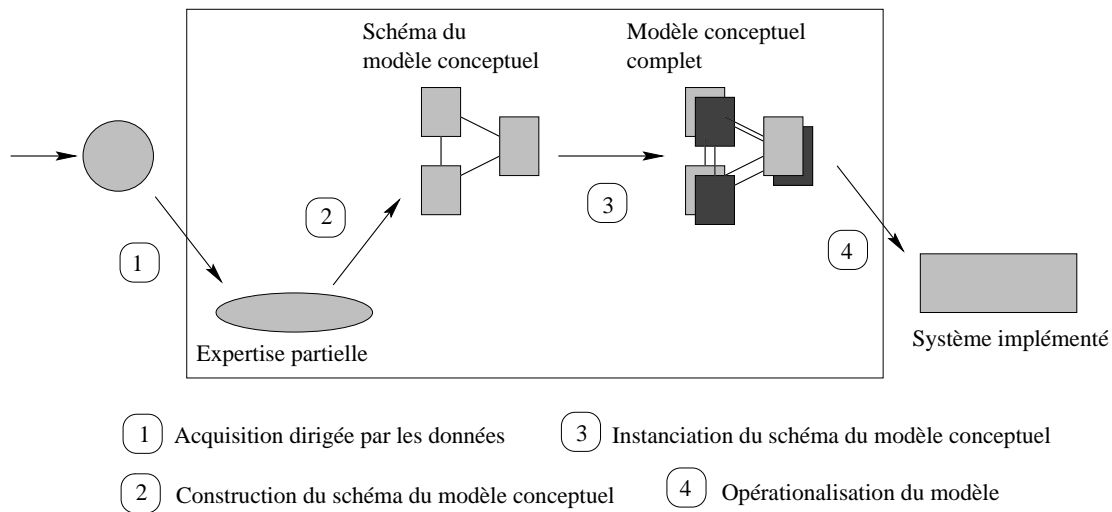 Schéma du
modèle conceptuel
Modèle conceptuel
complet
1
2
3
4
Expertise partielle
Système implémenté
1 Acquisition dirigée par les données
3 Instanciation du schéma du modèle conceptuel
2 Construction du schéma du modèle conceptuel
4 Opérationalisation du modèle